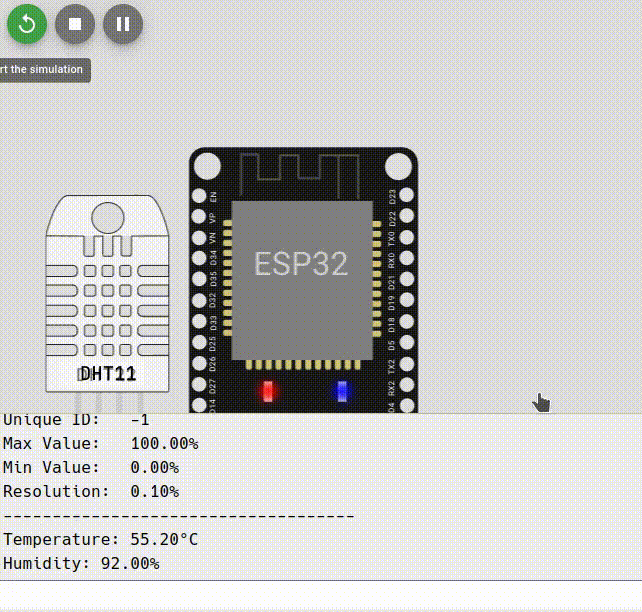 rt the simulation
EN
VP
VN
D34
D35
D32
D33
D25
D26
D27
D14
D23
D22
TX0
RX0
D21
D19
D18
D5
TX2
RX2
D4
ESP32
DHT11
Unique ID:   -1
Max Value:   100.00%
Min Value:   0.00%
Resolution:  0.10%
------------------------------------
Temperature: 55.20°C
Humidity: 92.00%